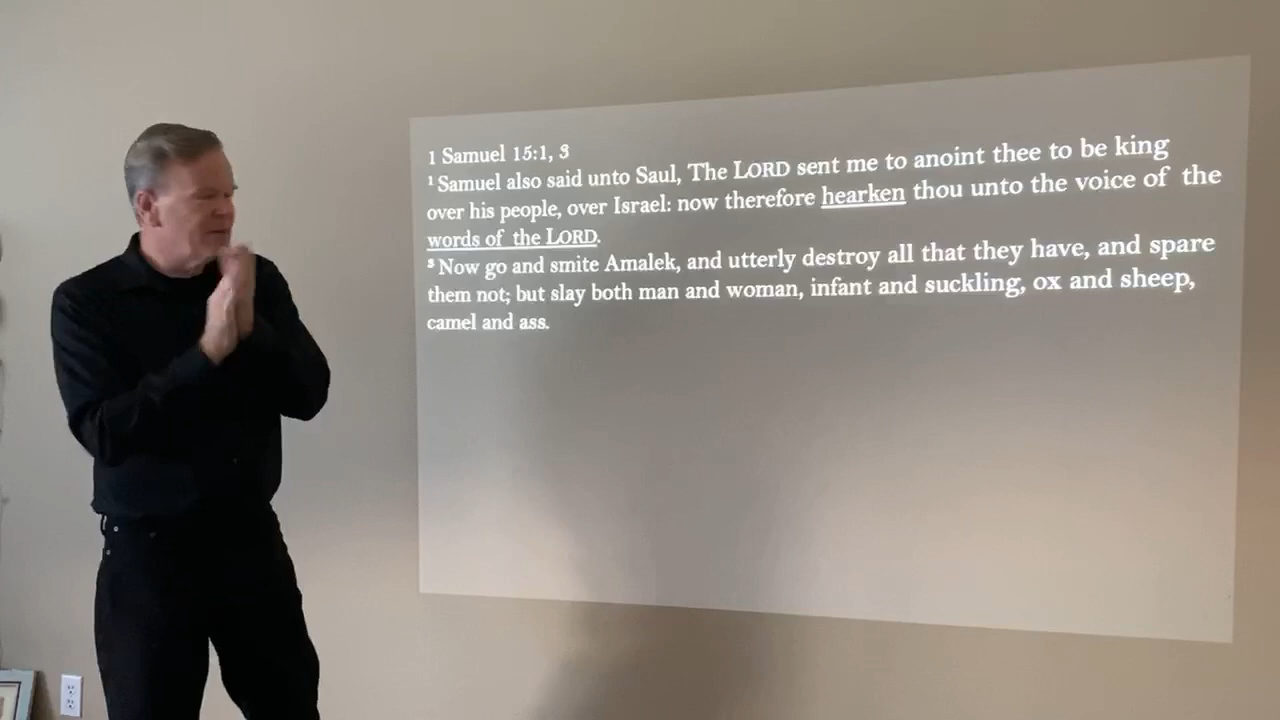 1 Samuel 15:1, 3
¹ Samuel also said unto Saul, The LORD sent me to anoint thee to be king
over his people, over Israel: now therefore hearken thou unto the voice of the
words of the LORD.
³ Now go and smite Amalek, and utterly destroy all that they have, and spare
them not; but slay both man and woman, infant and suckling, ox and sheep,
camel and ass.